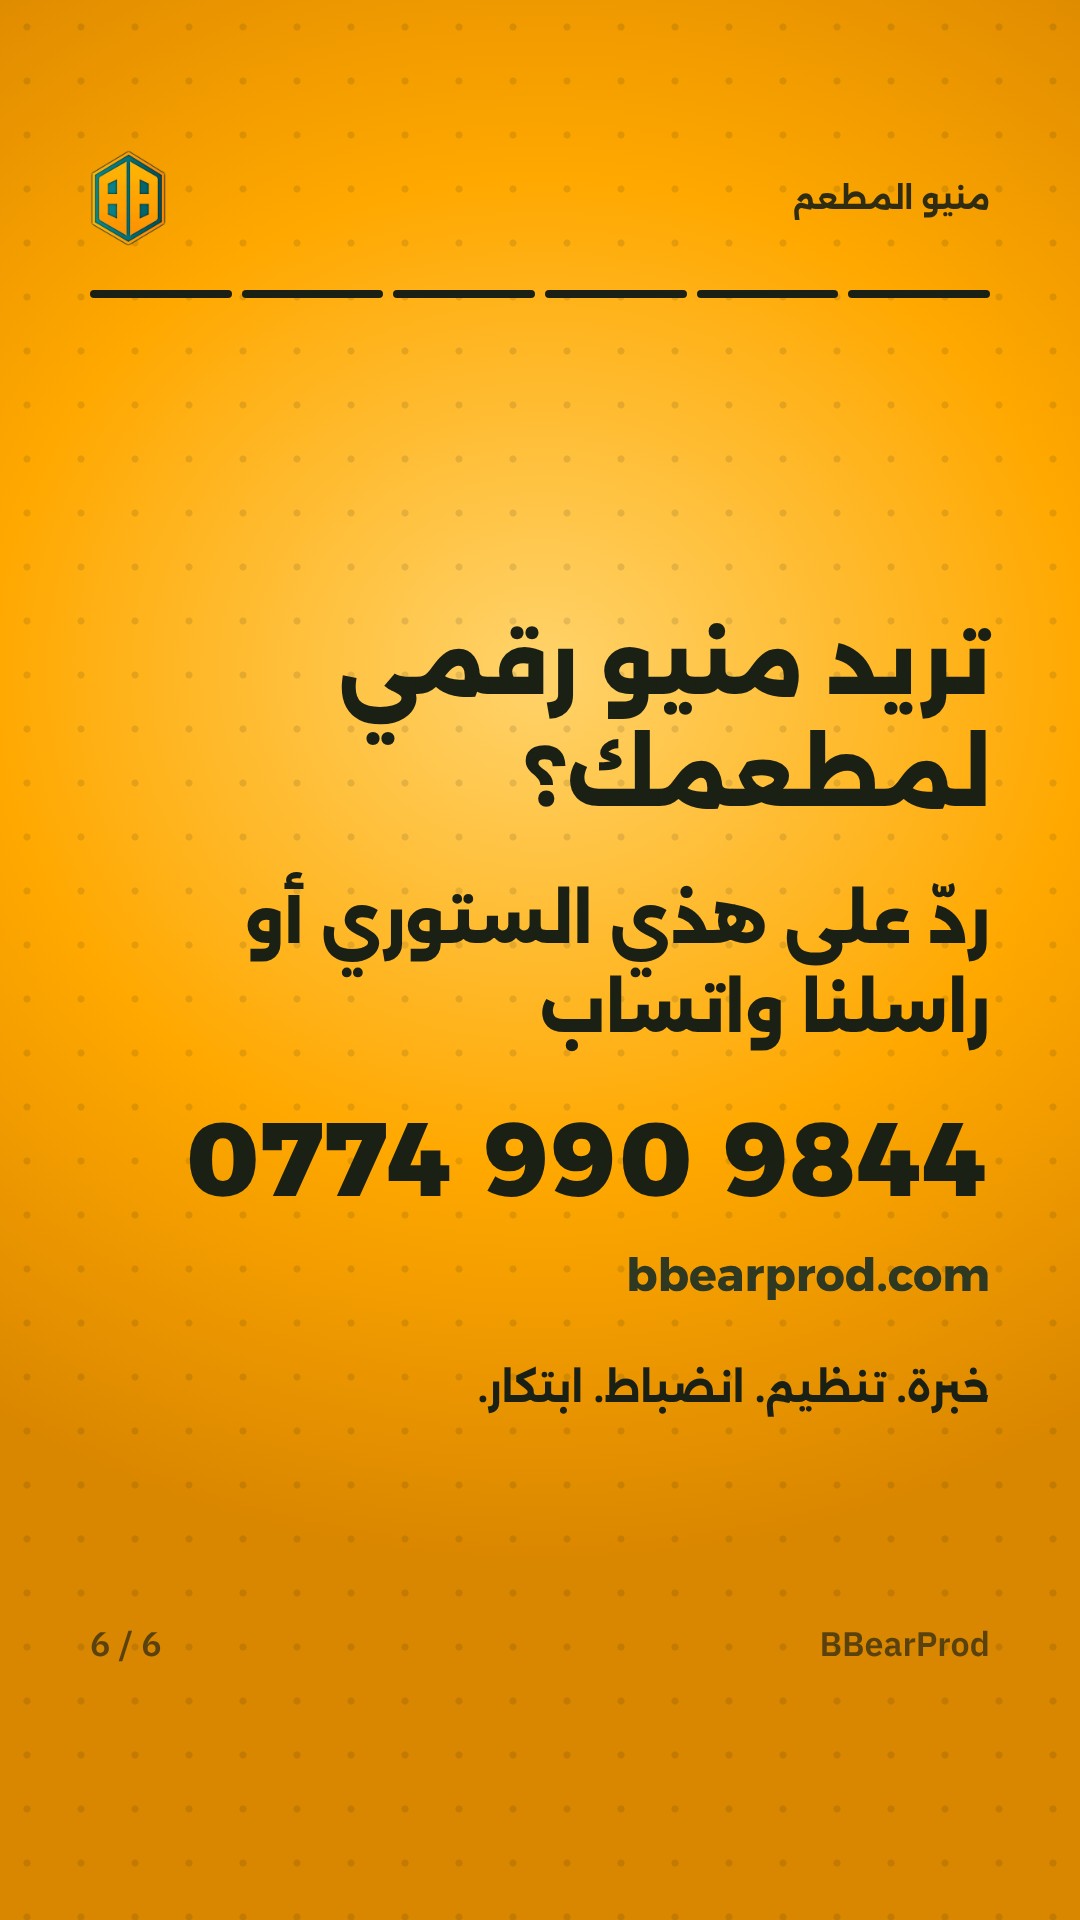 منيو المطعم
تريد منيو رقمي
لمطعمك؟
ردّ على هذي الستوري أو
راسلنا واتساب
0774 990 9844
bbearprod.com
خبرة. تنظيم. انضباط. ابتكار.
BBearProd
6 / 6